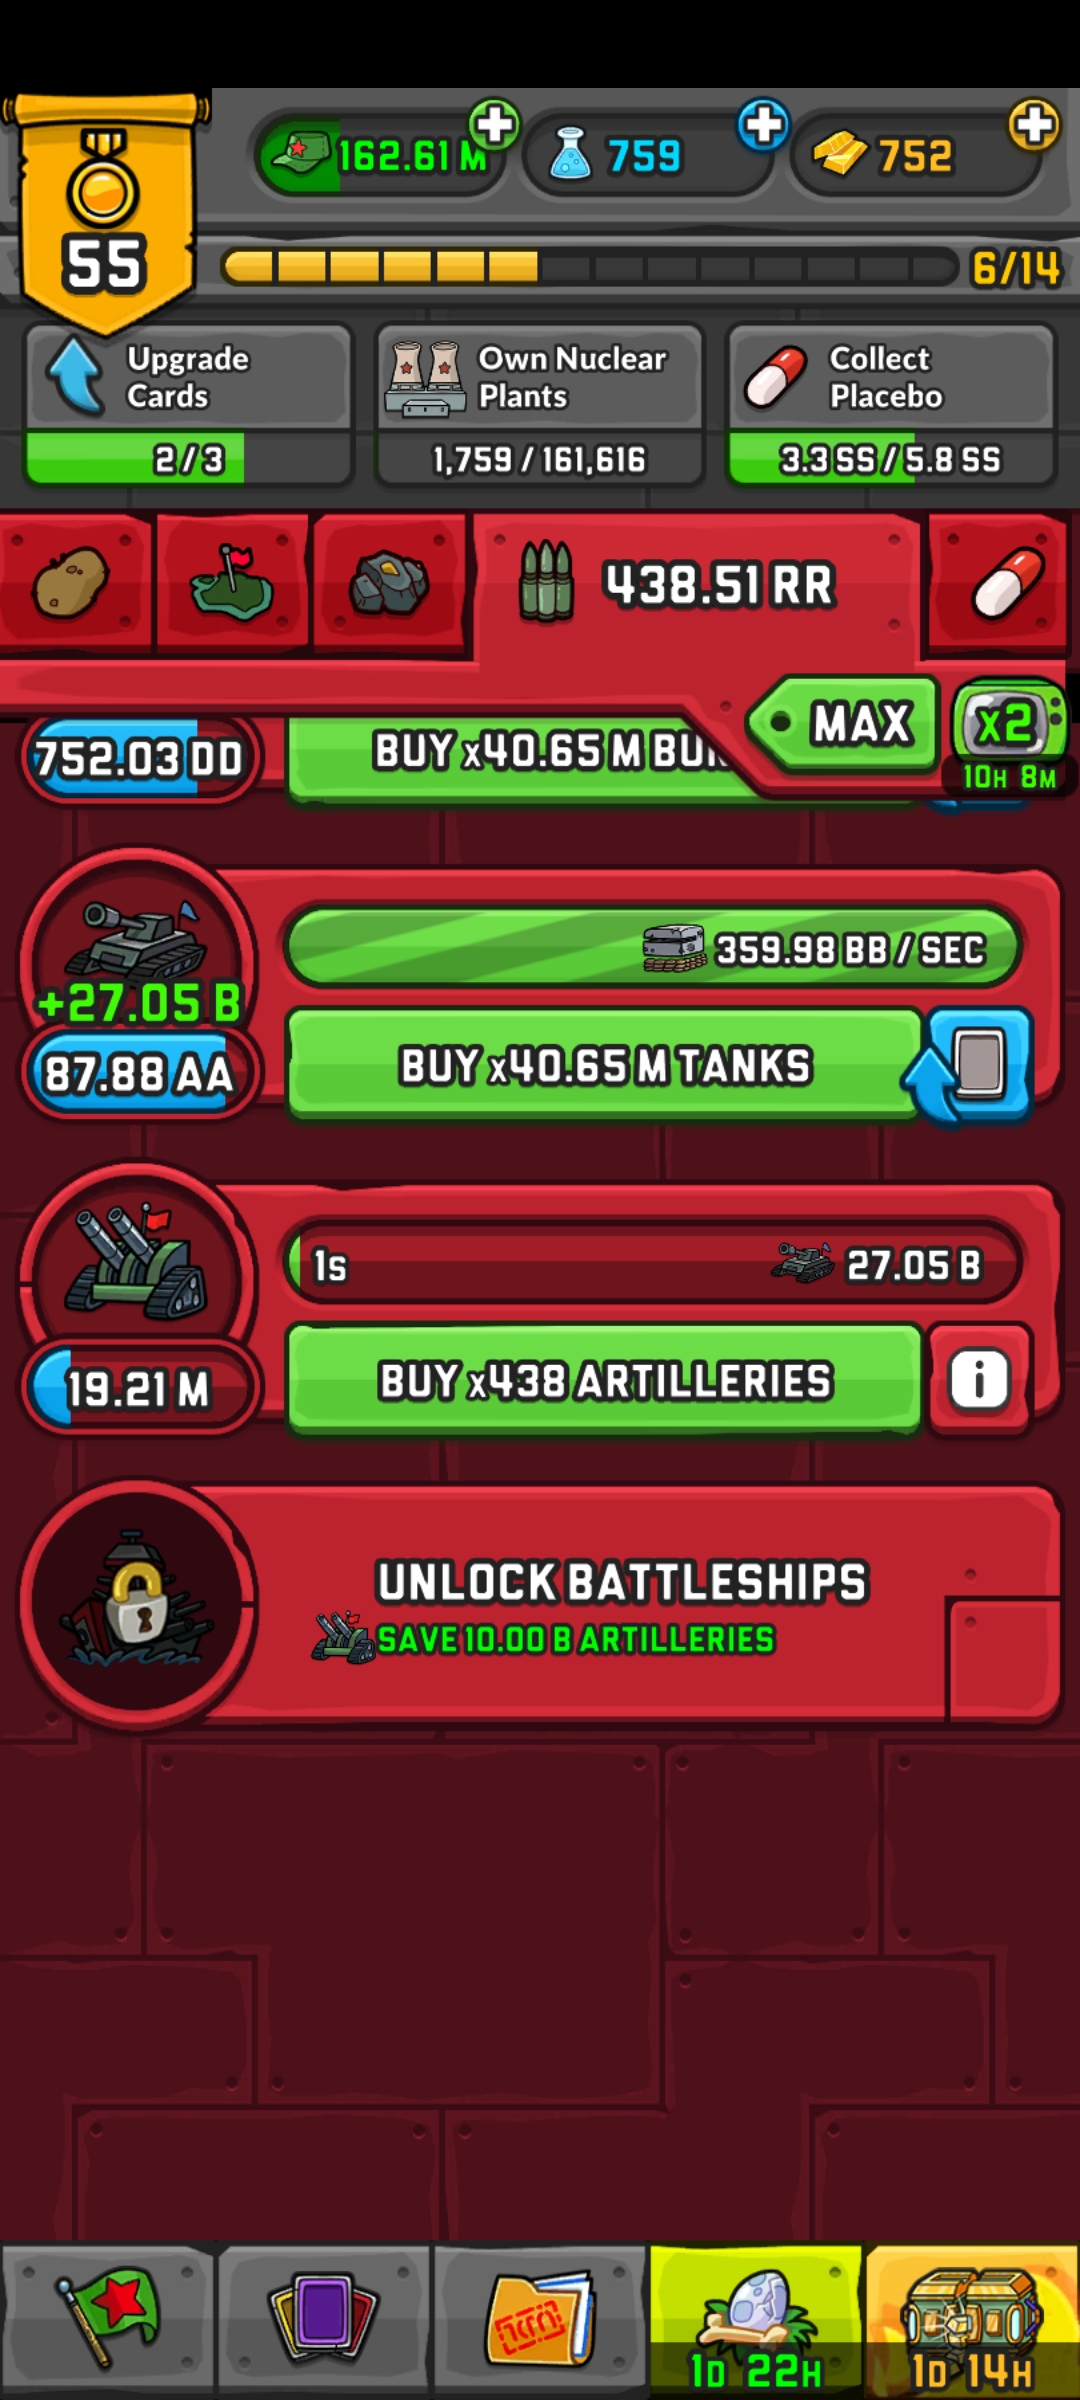 162.61 M
759
752
55
6/14
Upgrade
Cards
2/3
Own Nuclear
Plants
1,759 / 161,616
Collect
Placebo
3.3 SS / 5.8 SS
438.51 RR
MAX
x2
10H 8M
752.03 DD
BUY x40.65 M
359.98 BB / SEC
+27.05 B
87.88 AA
BUY x40.65 M TANKS
1s
27.05 B
19.21 M
BUY x438 ARTILLERIES
i
UNLOCK BATTLESHIPS
SAVE 10.00 B ARTILLERIES
1D 22H
1D 14H